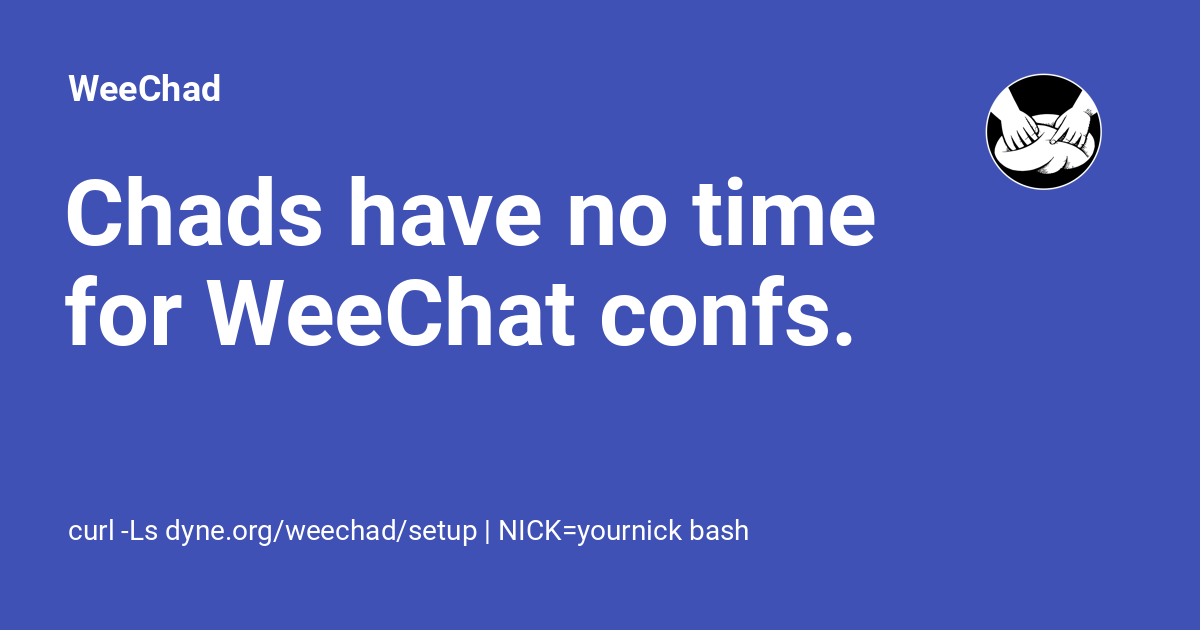 WeeChad
Chads have no time
for WeeChat confs.
curl -Ls dyne.org/weechad/setup | NICK=yournick bash